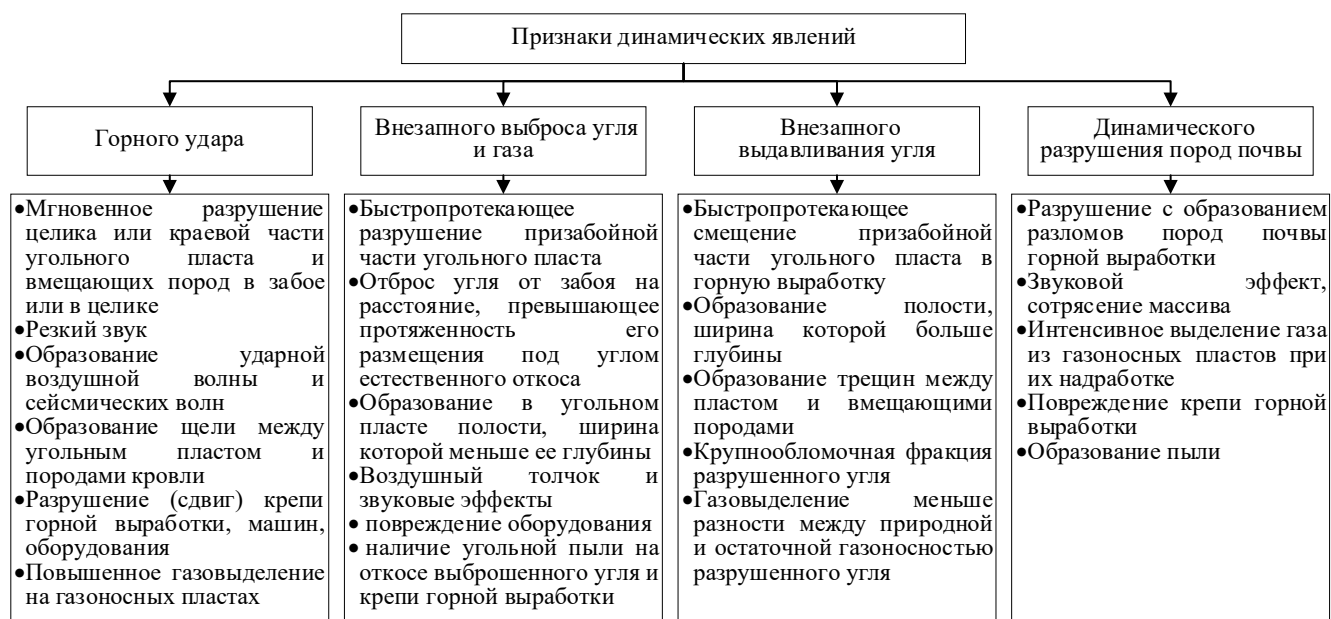 Признаки динамических явлений
Горного удара
Внезапного выброса угля
и газа
Внезапного
выдавливания угля
Динамического
разрушения пород почвы
•Мгновенное разрушение
целика или краевой части
угольного пласта и
вмещающих пород в забое
или в целике
•Резкий звук
•Образование ударной
воздушной волны и
сейсмических волн
•Образование щели между
угольным пластом и
породами кровли
•Разрушение (сдвиг) крепи
горной выработки, машин,
оборудования
•Повышенное газовыделение
на газоносных пластах
•Быстропротекающее
разрушение призабойной
части угольного пласта
•Отброс угля от забоя на
расстояние, превышающее
протяженность его
размещения под углом
естественного откоса
•Образование в угольном
пласте полости, ширина
которой меньше ее глубины
•Воздушный толчок и
звуковые эффекты
• повреждение оборудования
• наличие угольной пыли на
откосе выброшенного угля и
крепи горной выработки
•Быстропротекающее
смещение призабойной
части угольного пласта в
горную выработку
•Образование полости,
ширина которой больше
глубины
•Образование трещин между
пластом и вмещающими
породами
•Крупнообломочная фракция
разрушенного угля
•Газовыделение меньше
разности между природной
и остаточной газоносностью
разрушенного угля
•Разрушение с образованием
разломов пород почвы
горной выработки
•Звуковой эффект,
сотрясение массива
•Интенсивное выделение газа
из газоносных пластов при
их надработке
•Повреждение крепи горной
выработки
•Образование пыли